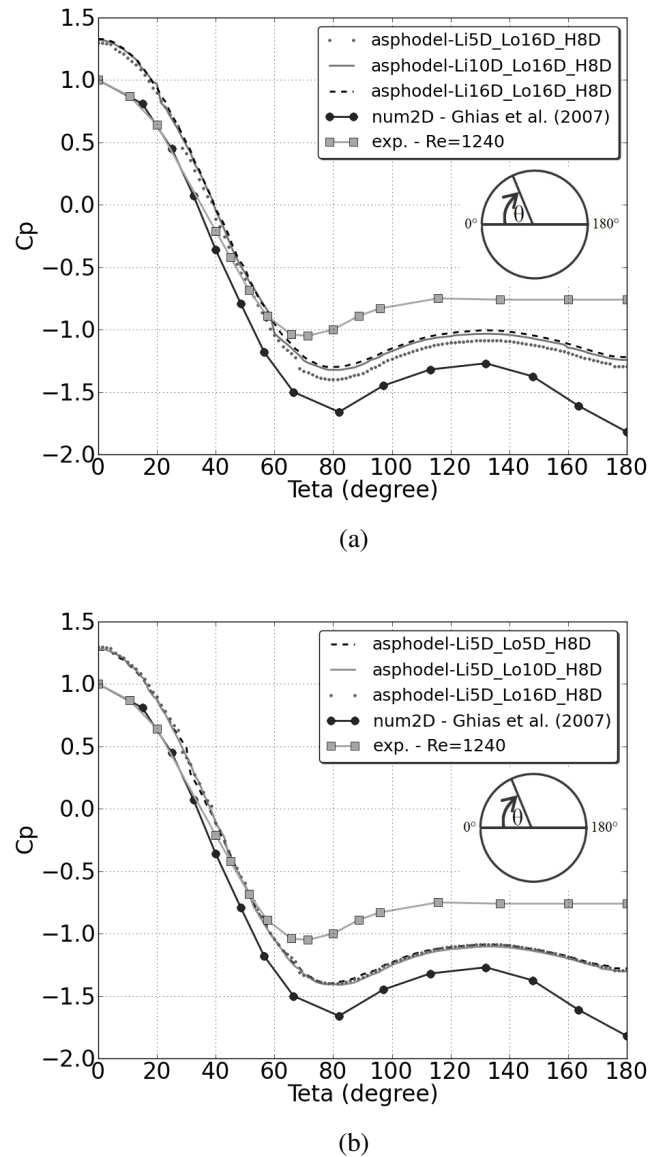 1.5
1.0
0.5
0.0
−0.5
−1.0
−1.5
−2.0
Cp
asphodel-Li5D_Lo16D_H8D
asphodel-Li10D_Lo16D_H8D
asphodel-Li16D_Lo16D_H8D
num2D - Ghias et al. (2007)
exp. - Re=1240
0° θ 180°
0 20 40 60 80 100 120 140 160 180
Teta (degree)
(a)
1.5
1.0
0.5
0.0
−0.5
−1.0
−1.5
−2.0
Cp
asphodel-Li5D_Lo5D_H8D
asphodel-Li5D_Lo10D_H8D
asphodel-Li5D_Lo16D_H8D
num2D - Ghias et al. (2007)
exp. - Re=1240
0° θ 180°
0 20 40 60 80 100 120 140 160 180
Teta (degree)
(b)